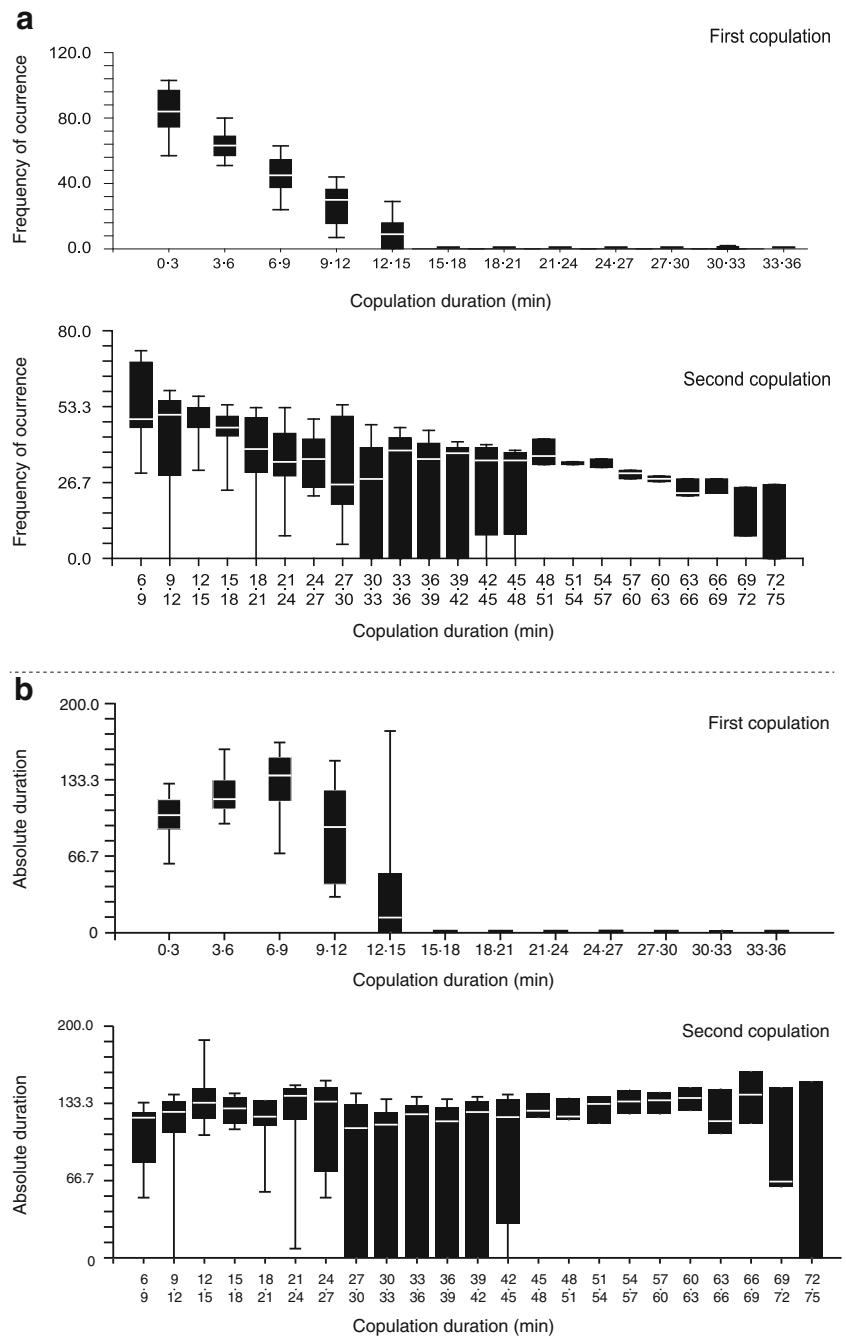 a
First copulation
Frequency of ocurrence
120.0
80.0
40.0
0.0
0·3 3·6 6·9 9·12 12·15 15·18 18·21 21·24 24·27 27·30 30·33 33·36
Copulation duration (min)
Second copulation
Frequency of ocurrence
80.0
53.3
26.7
0.0
6 9 12 15 18 21 24 27 30 33 36 39 42 45 48 51 54 57 60 63 66 69 72
· · · · · · · · · · · · · · · · · · · · · · ·
9 12 15 18 21 24 27 30 33 36 39 42 45 48 51 54 57 60 63 66 69 72 75
Copulation duration (min)
b
First copulation
Absolute duration
200.0
133.3
66.7
0
0·3 3·6 6·9 9·12 12·15 15·18 18·21 21·24 24·27 27·30 30·33 33·36
Copulation duration (min)
Second copulation
Absolute duration
200.0
133.3
66.7
0
6 9 12 15 18 21 24 27 30 33 36 39 42 45 48 51 54 57 60 63 66 69 72
· · · · · · · · · · · · · · · · · · · · · · ·
9 12 15 18 21 24 27 30 33 36 39 42 45 48 51 54 57 60 63 66 69 72 75
Copulation duration (min)